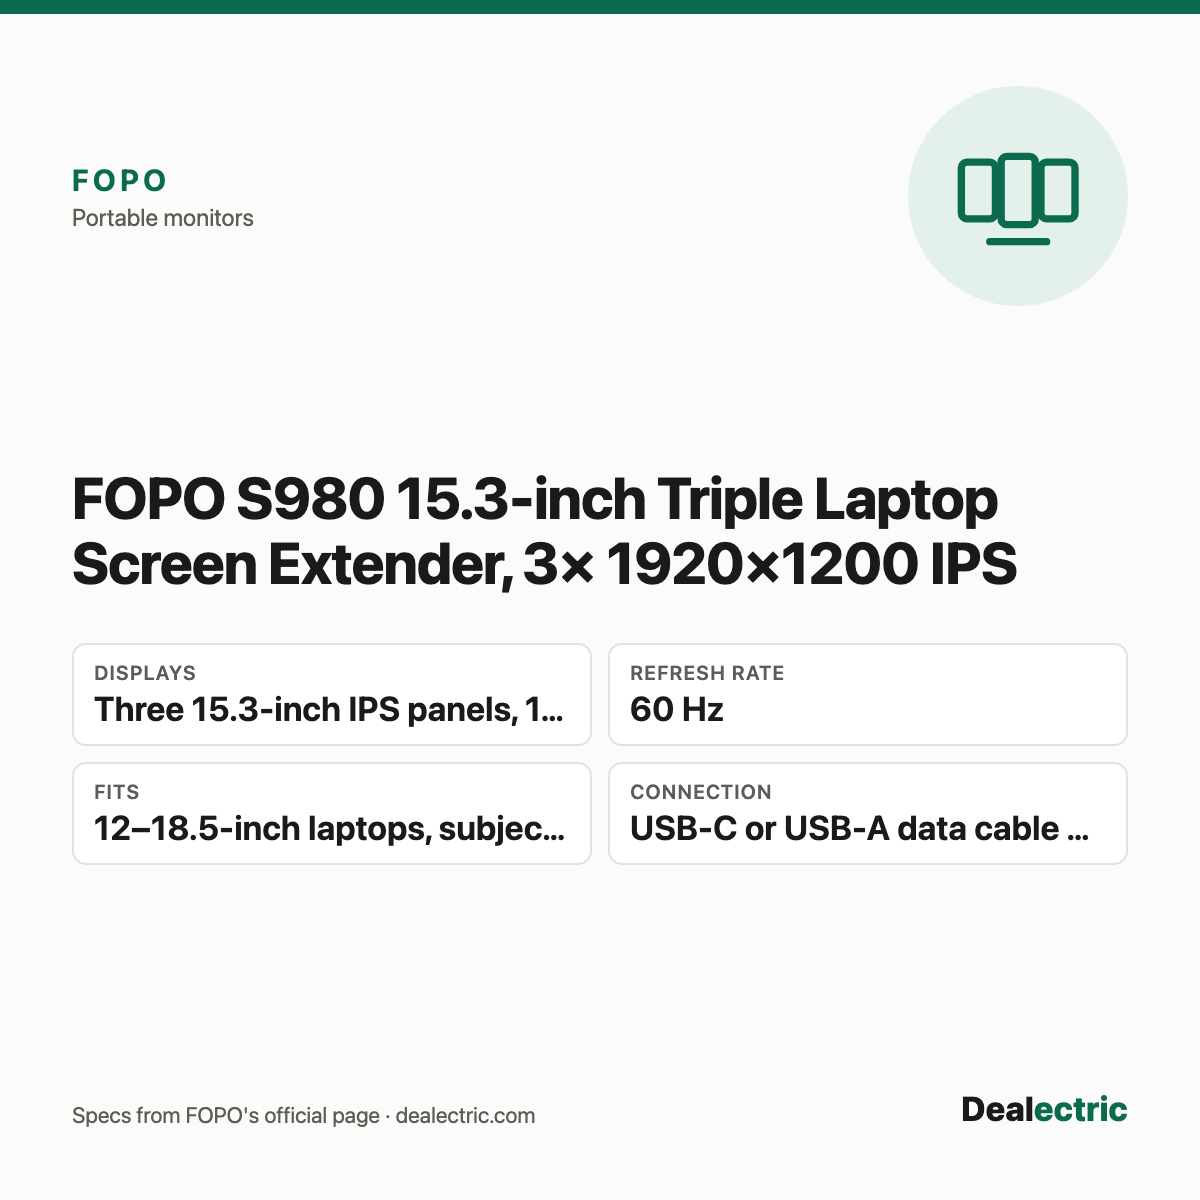 FOPO
Portable monitors
FOPO S980 15.3-inch Triple Laptop
Screen Extender, 3× 1920×1200 IPS
DISPLAYS
Three 15.3-inch IPS panels, 1...
REFRESH RATE
60 Hz
FITS
12–18.5-inch laptops, subjec...
CONNECTION
USB-C or USB-A data cable ...
Specs from FOPO's official page · dealectric.com
Dealectric